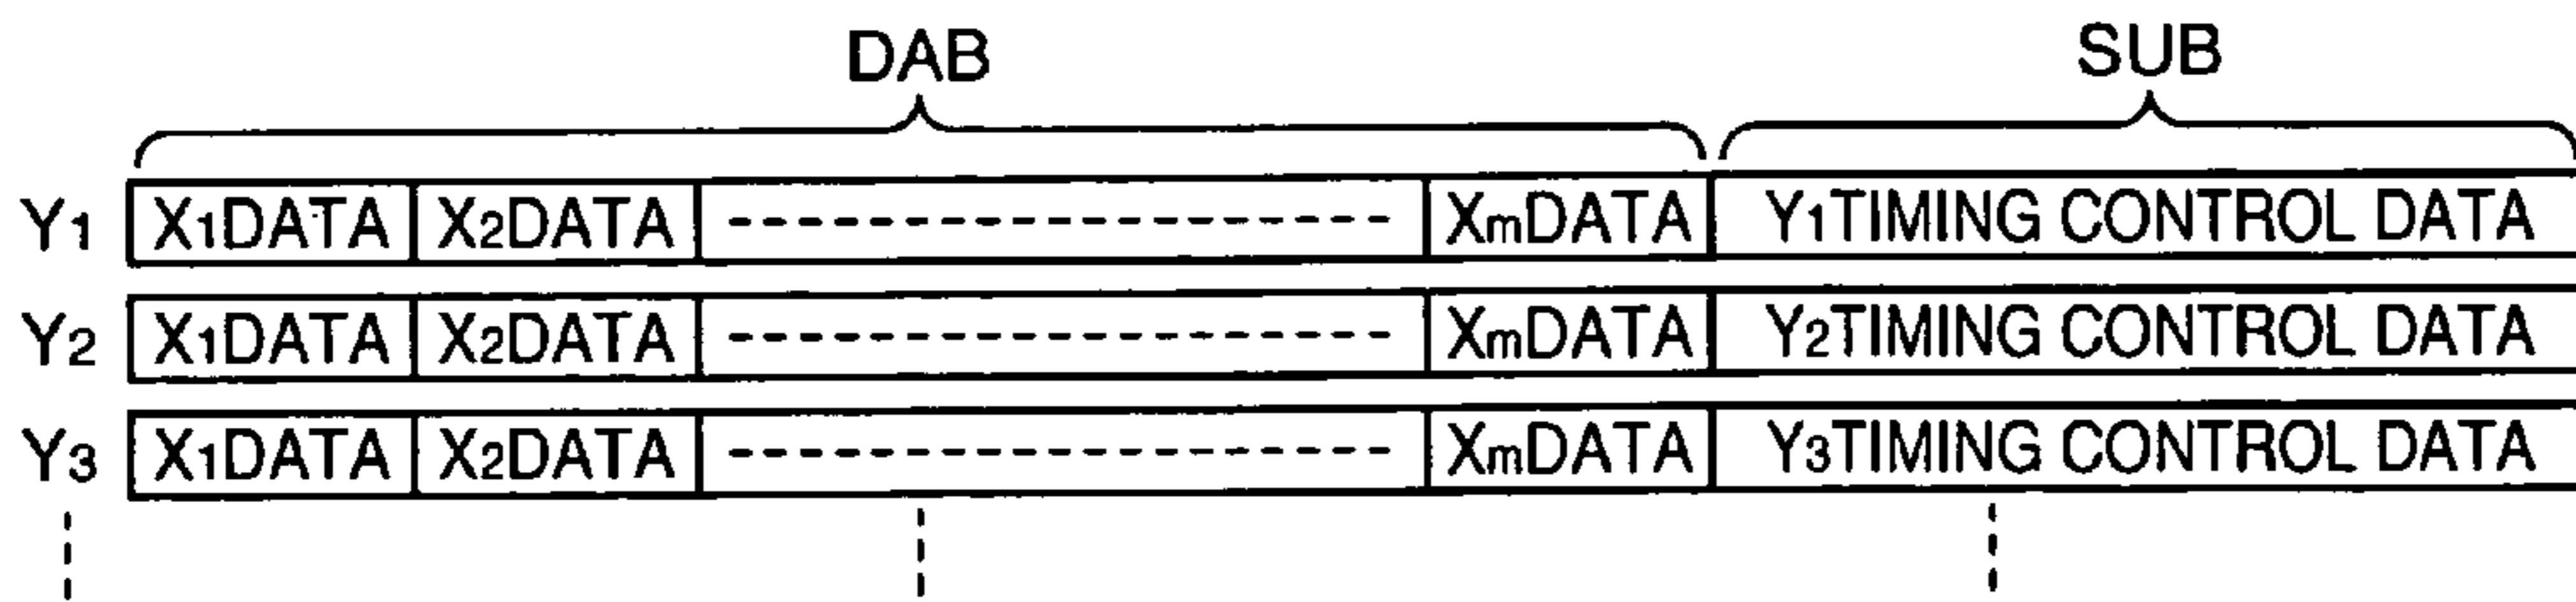 DAB SUB
Y1 X1DATA X2DATA XmDATA Y1TIMING CONTROL DATA
Y2 X1DATA X2DATA XmDATA Y2TIMING CONTROL DATA
Y3 X1DATA X2DATA XmDATA Y3TIMING CONTROL DATA